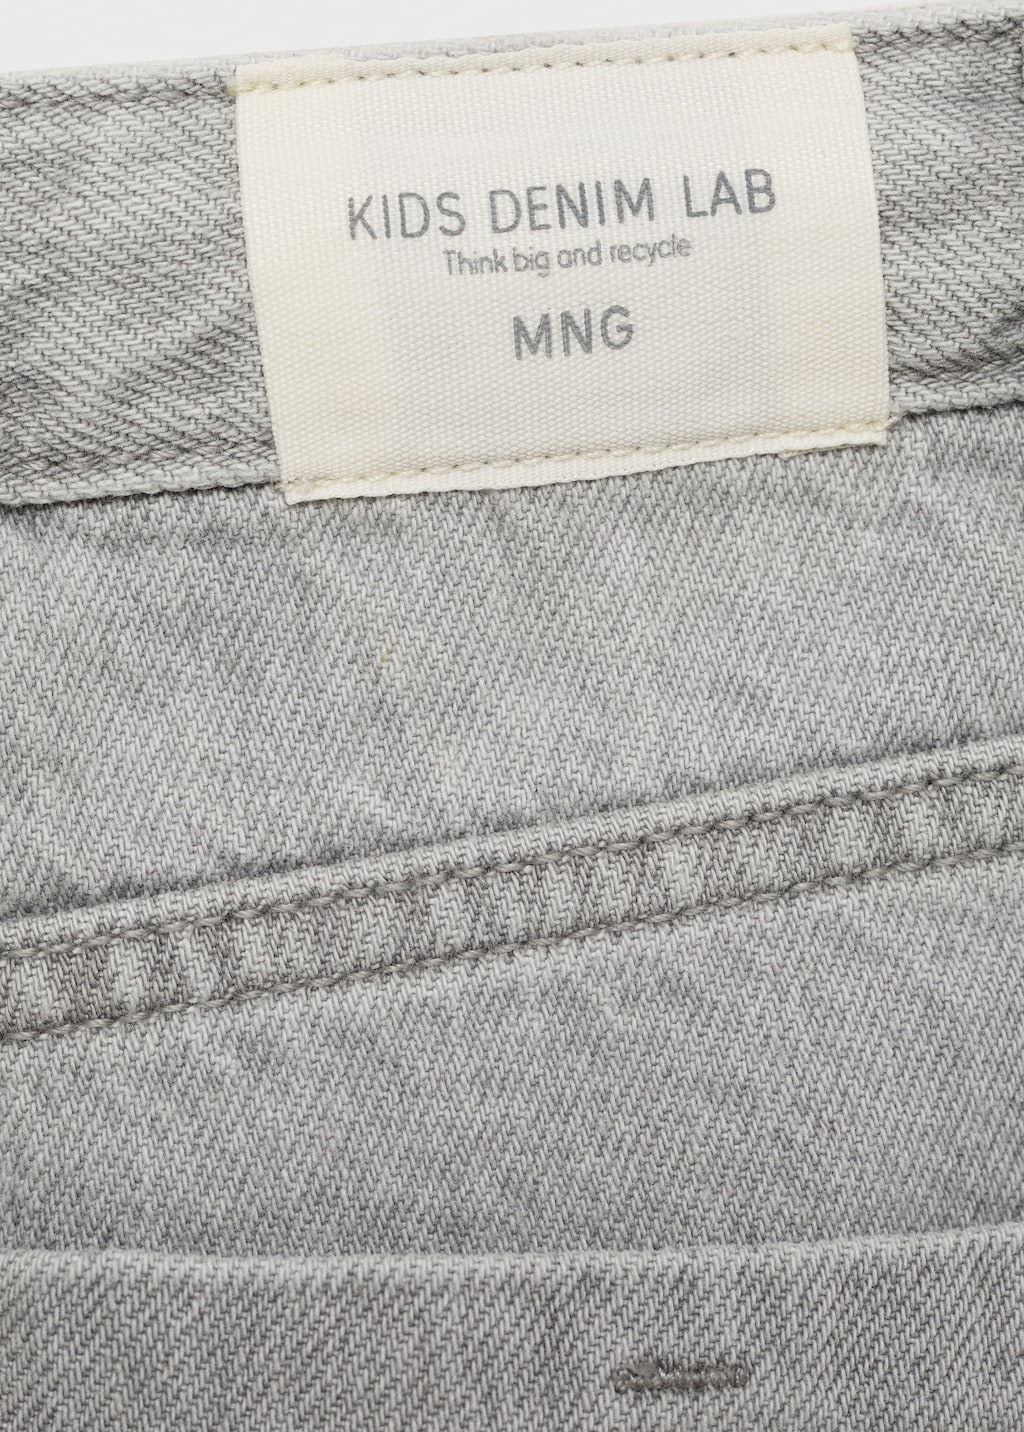 KIDS DENIM LAB
Think big and recycle
MNG